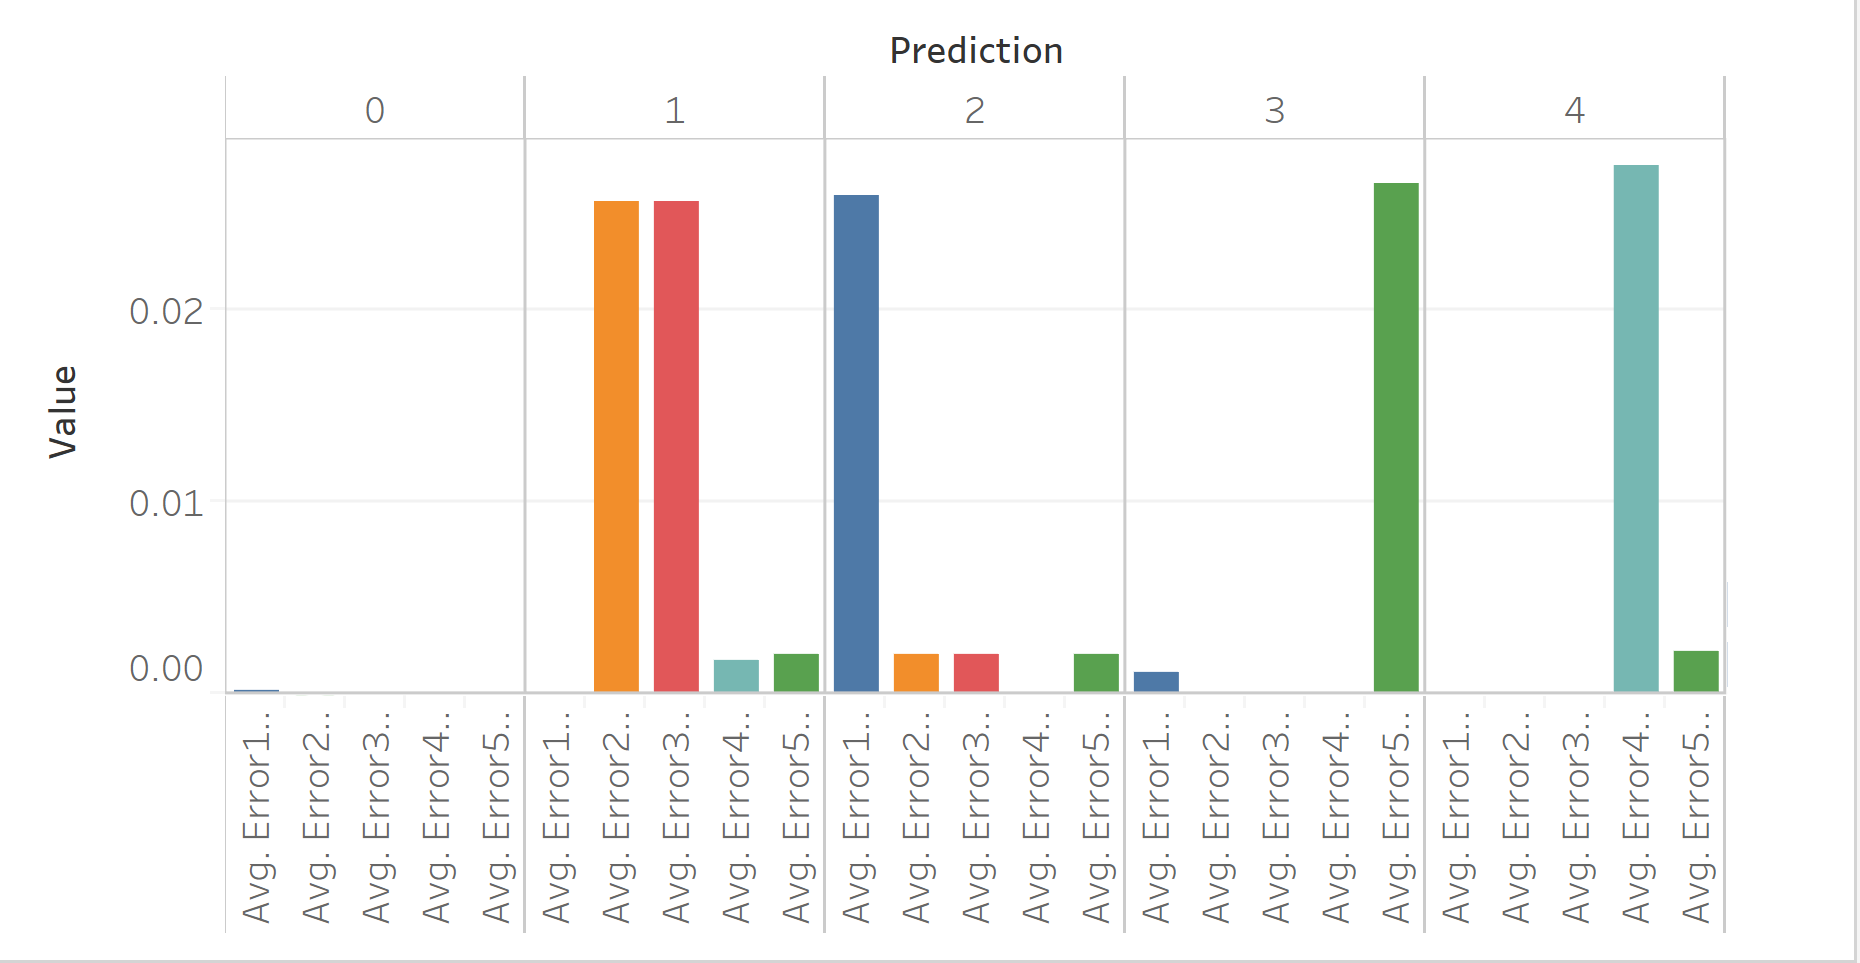 Prediction
0 1 2 3 4
Value
0.02
0.01
0.00
Avg. Error1..
Avg. Error2..
Avg. Error3..
Avg. Error4..
Avg. Error5..
Avg. Error1..
Avg. Error2..
Avg. Error3..
Avg. Error4..
Avg. Error5..
Avg. Error1..
Avg. Error2..
Avg. Error3..
Avg. Error4..
Avg. Error5..
Avg. Error1..
Avg. Error2..
Avg. Error3..
Avg. Error4..
Avg. Error5..
Avg. Error1..
Avg. Error2..
Avg. Error3..
Avg. Error4..
Avg. Error5..